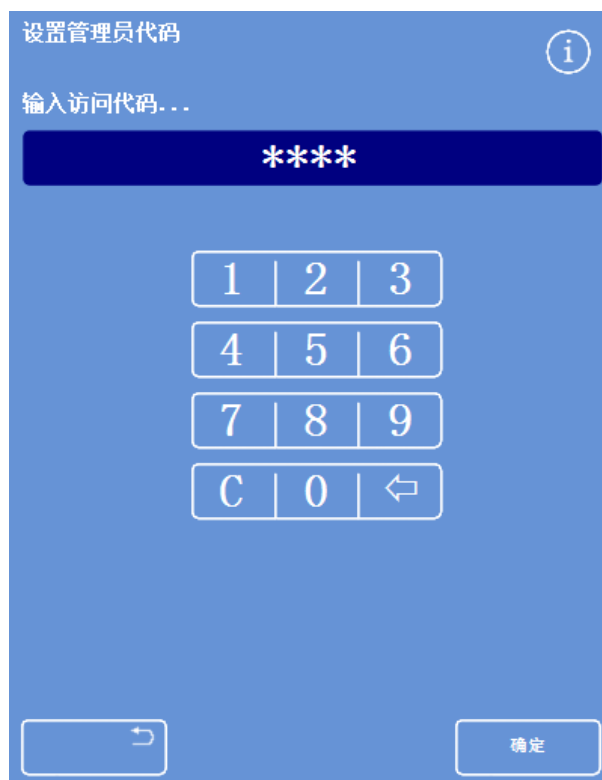 设置管理员代码
i
输入访问代码...
****
1 | 2 | 3
4 | 5 | 6
7 | 8 | 9
C | 0 | ⇦
确定